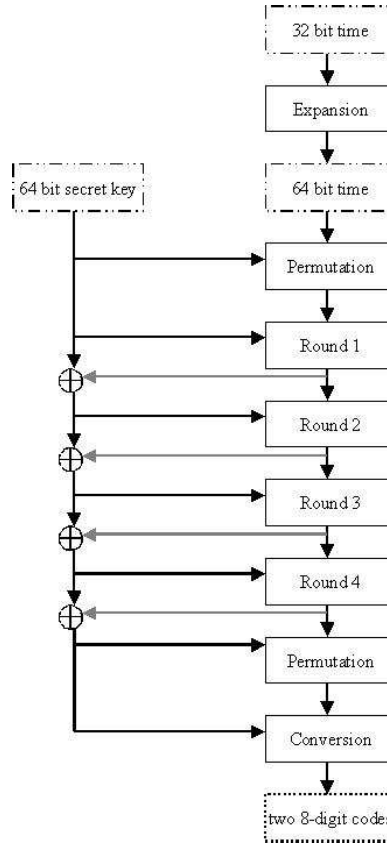 32 bit time
Expansion
64 bit secret key
64 bit time
Permutation
Round 1
Round 2
Round 3
Round 4
Permutation
Conversion
two 8-digit codes